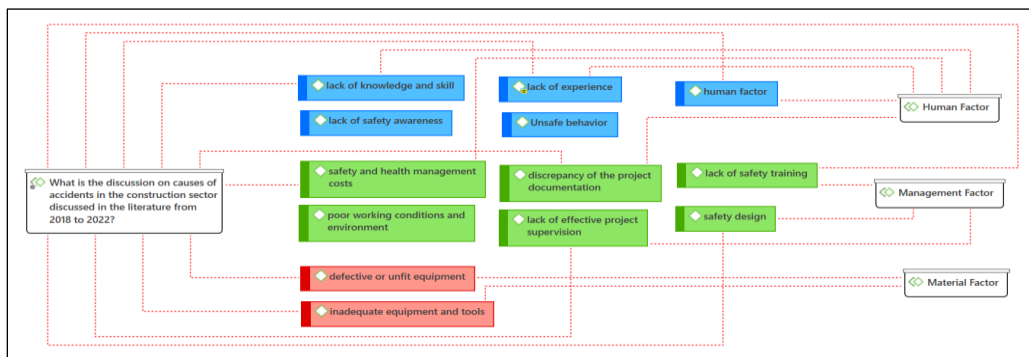 lack of knowledge and skill
lack of experience
human factor
Human Factor
lack of safety awareness
Unsafe behavior
What is the discussion on causes of
accidents in the construction sector
discussed in the literature from
2018 to 2022?
safety and health management
costs
discrepancy of the project
documentation
lack of safety training
Management Factor
poor working conditions and
environment
lack of effective project
supervision
safety design
defective or unfit equipment
Material Factor
inadequate equipment and tools